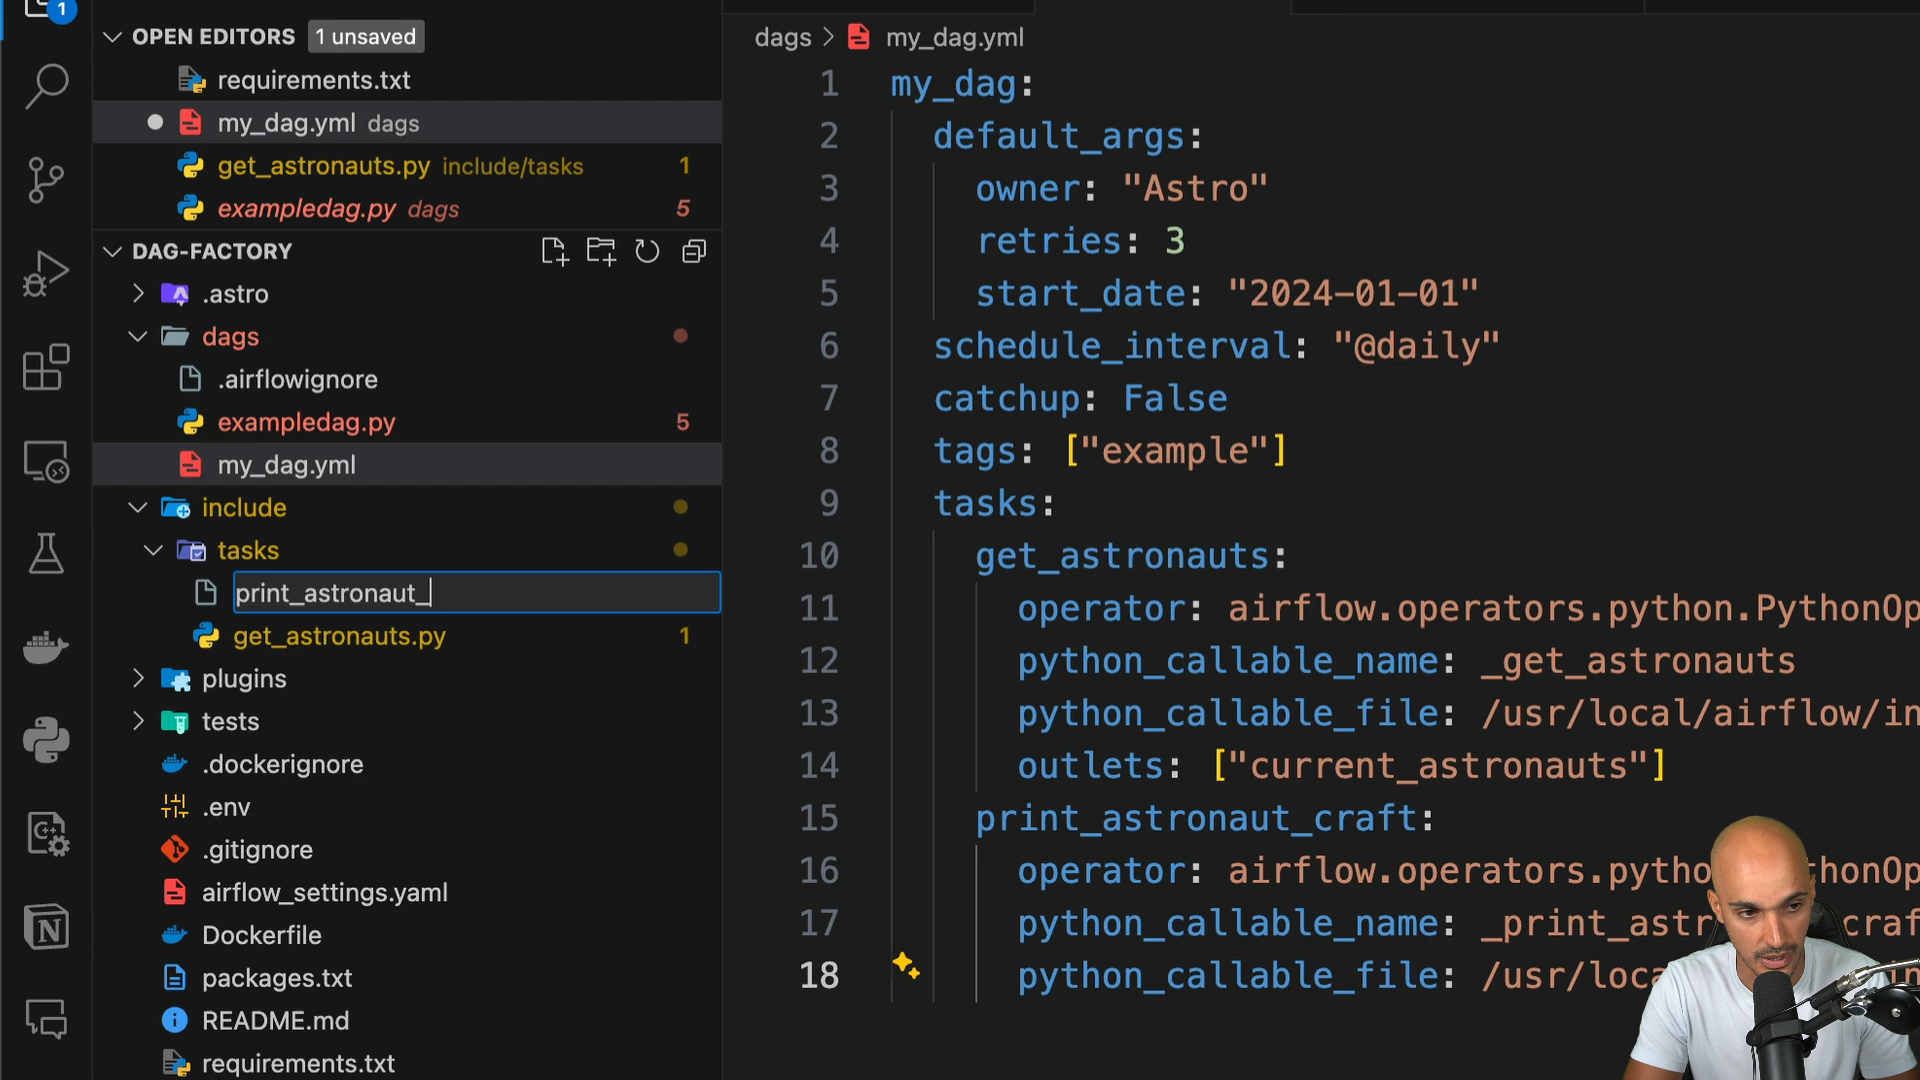 1
OPEN EDITORS 1 unsaved
requirements.txt
my_dag.yml dags
get_astronauts.py include/tasks 1
exampledag.py dags 5
DAG-FACTORY
.astro
dags
.airflowignore
exampledag.py 5
my_dag.yml
include
tasks
print_astronaut_
get_astronauts.py 1
plugins
tests
.dockerignore
.env
.gitignore
airflow_settings.yaml
Dockerfile
packages.txt
README.md
requirements.txt
dags > my_dag.yml
1 my_dag:
2 default_args:
3 owner: "Astro"
4 retries: 3
5 start_date: "2024-01-01"
6 schedule_interval: "@daily"
7 catchup: False
8 tags: ["example"]
9 tasks:
10 get_astronauts:
11 operator: airflow.operators.python.PythonOp
12 python_callable_name: _get_astronauts
13 python_callable_file: /usr/local/airflow/in
14 outlets: ["current_astronauts"]
15 print_astronaut_craft:
16 operator: airflow.operators.pytho thonOp
17 python_callable_name: _print_astr craf
18 python_callable_file: /usr/loca in